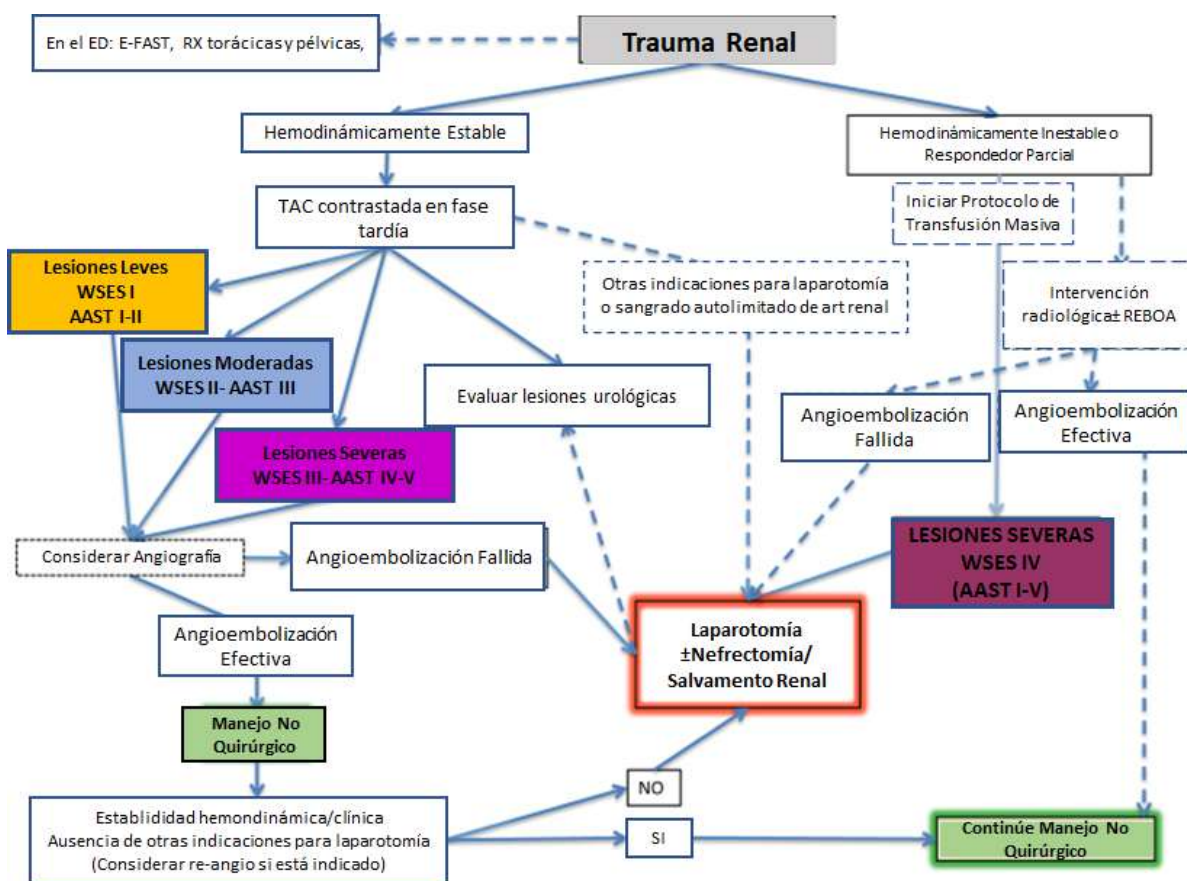 En el ED: E-FAST, RX torácicas y pélvicas,
Trauma Renal
Hemodinámicamente Estable
Hemodinámicamente Inestable o
Respondedor Parcial
TAC contrastada en fase
tardía
Iniciar Protocolo de
Transfusión Masiva
Lesiones Leves
WSES I
AAST I-II
Otras indicaciones para laparotomía
o sangrado autolimitado de art renal
Intervención
radiológica± REBOA
Lesiones Moderadas
WSES II- AAST III
Evaluar lesiones urológicas
Angioembolización
Fallida
Angioembolización
Efectiva
Lesiones Severas
WSES III- AAST IV-V
Considerar Angiografía
Angioembolización Fallida
LESIONES SEVERAS
WSES IV
(AAST I-V)
Angioembolización
Efectiva
Laparotomía
±Nefrectomía/
Salvamento Renal
Manejo No
Quirúrgico
NO
Establididad hemondinámica/clínica
Ausencia de otras indicaciones para laparotomía
(Considerar re-angio si está indicado)
SI
Continúe Manejo No
Quirúrgico